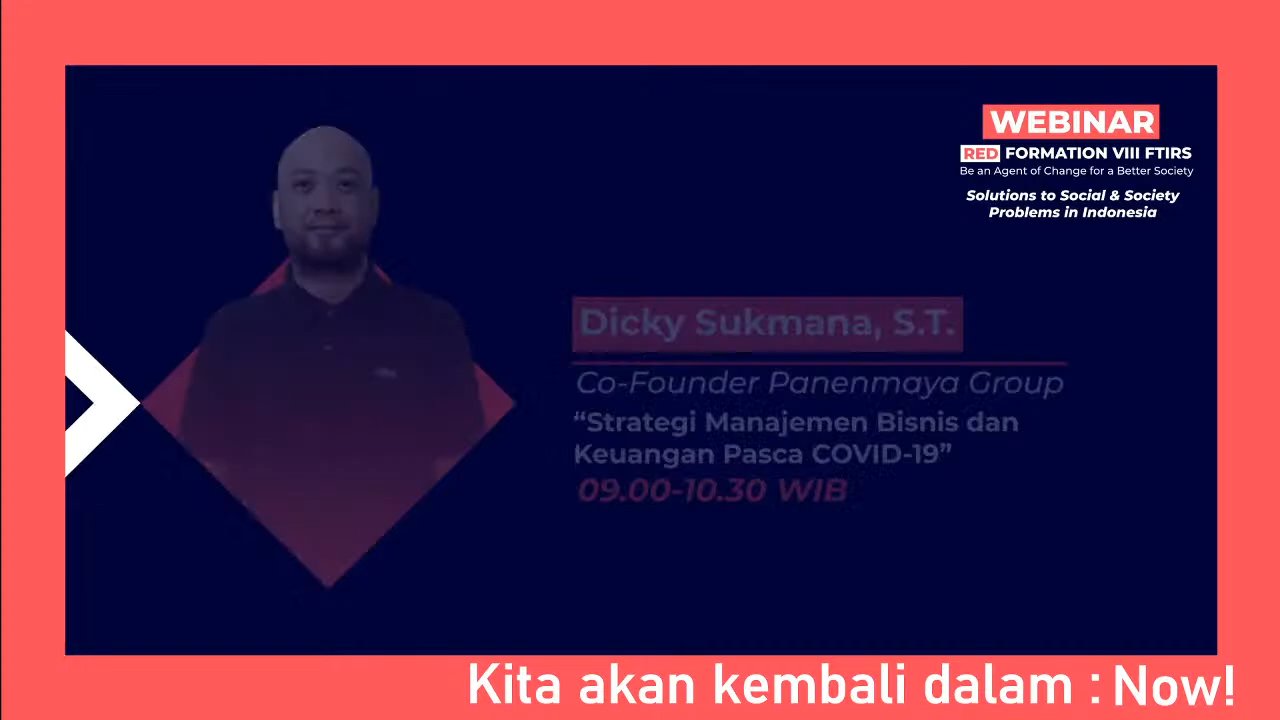 WEBINAR
RED FORMATION VIII FTIRS
Be an Agent of Change for a Better Society
Solutions to Social & Society
Problems in Indonesia
Dicky Sukmana, S.T.
Co-Founder Panenmaya Group
“Strategi Manajemen Bisnis dan
Keuangan Pasca COVID-19”
09.00-10.30 WIB
Kita akan kembali dalam : Now!